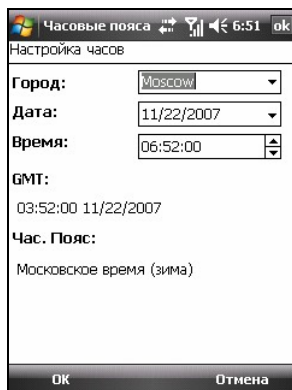 Часовые пояса 6:51 ok
Настройка часов
Город: Moscow
Дата: 11/22/2007
Время: 06:52:00
GMT:
03:52:00 11/22/2007
Час. Пояс:
Московское время (зима)
ОК Отмена